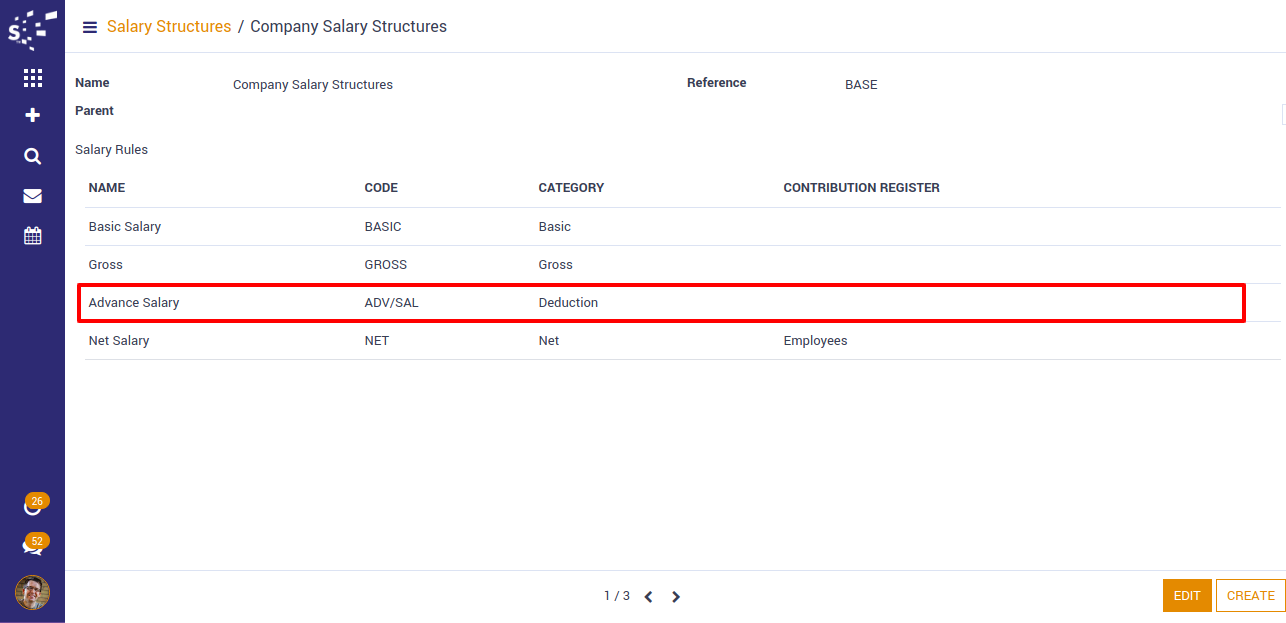 Salary Structures / Company Salary Structures
Name Company Salary Structures Reference BASE
Parent
Salary Rules
NAME CODE CATEGORY CONTRIBUTION REGISTER
Basic Salary BASIC Basic
Gross GROSS Gross
Advance Salary ADV/SAL Deduction
Net Salary NET Net Employees
26
52
1 / 3 EDIT CREATE